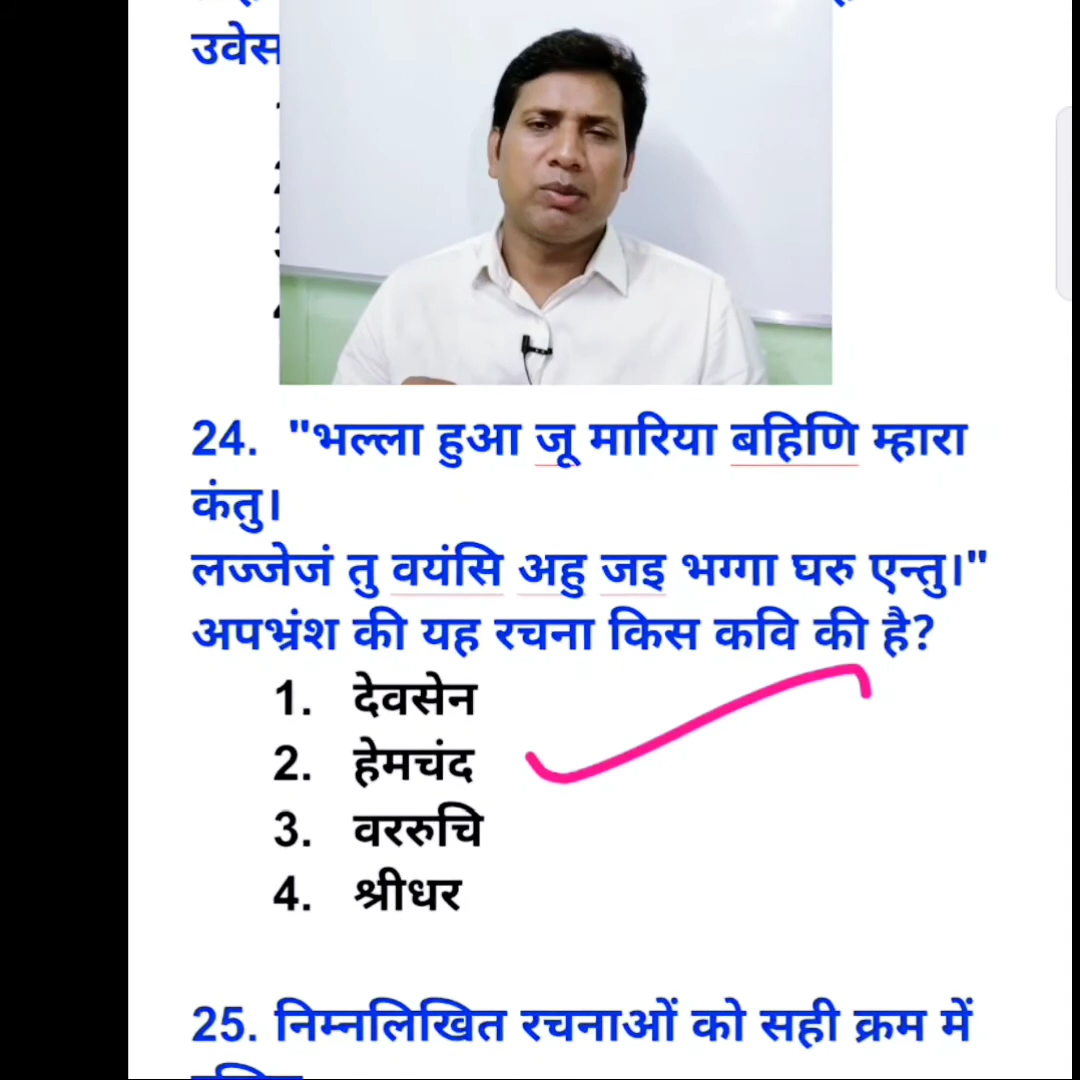 उवेस
24. "भल्ला हुआ जू मारिया बहिणि म्हारा
कंतु।
लज्जेजं तु वयंसि अहु जइ भग्गा घरु एन्तु।"
अपभ्रंश की यह रचना किस कवि की है?
1. देवसेन
2. हेमचंद
3. वररुचि
4. श्रीधर
25. निम्नलिखित रचनाओं को सही क्रम में